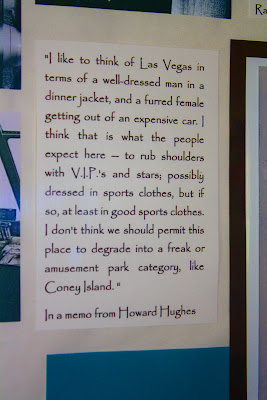 Ra
"I like to think of Las Vegas in
terms of a well-dressed man in a
dinner jacket, and a furred female
getting out of an expensive car. I
think that is what the people
expect here -- to rub shoulders
with V.I.P.'s and stars; possibly
dressed in sports clothes, but if
so, at least in good sports clothes.
I don't think we should permit this
place to degrade into a freak or
amusement park category, like
Coney Island. "
In a memo from Howard Hughes